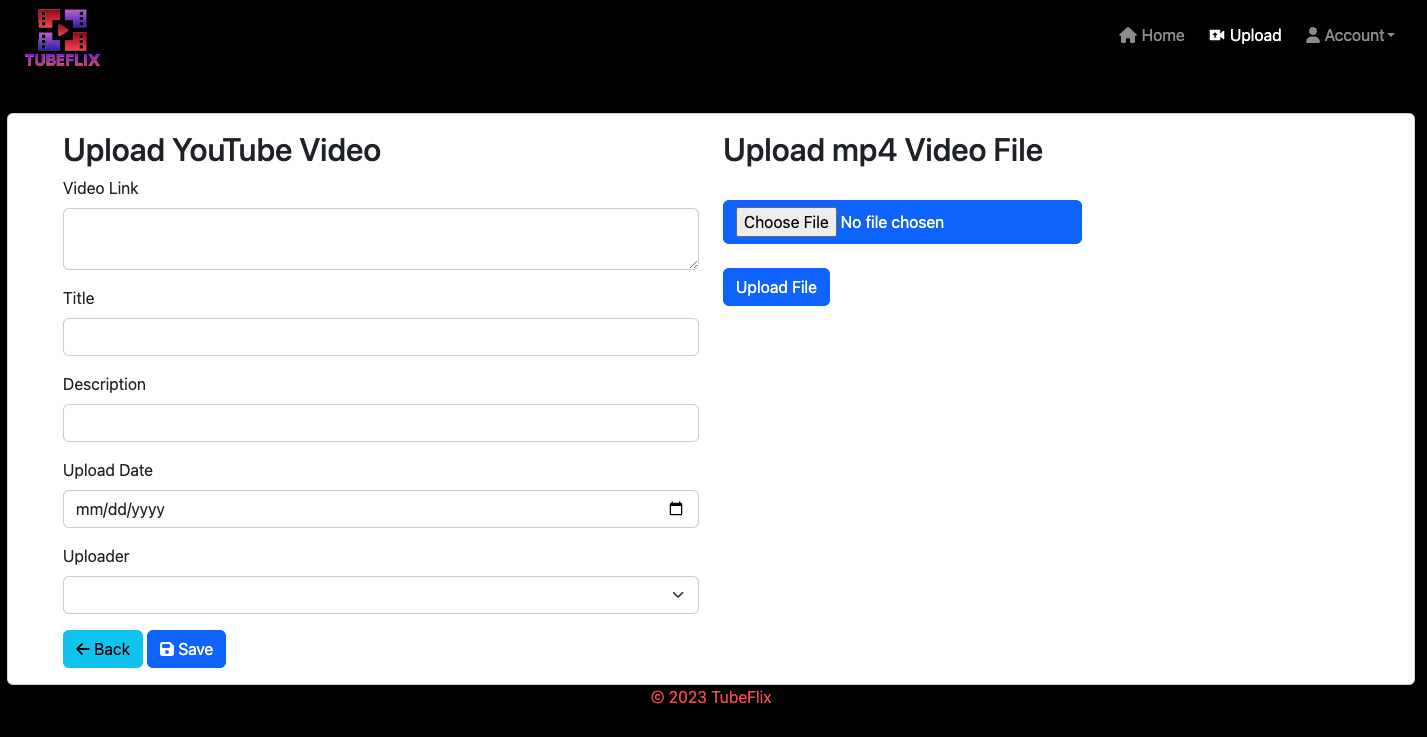 TUBEFLIX
Home Upload Account
Upload YouTube Video
Video Link
Title
Description
Upload Date
mm/dd/yyyy
Uploader
Back Save
Upload mp4 Video File
Choose File No file chosen
Upload File
© 2023 TubeFlix